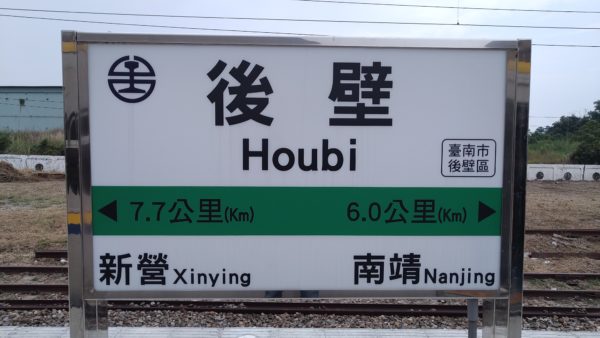 後壁
Houbi
臺南市
後壁區
◀ 7.7公里(Km) 6.0公里(Km) ▶
新營 Xinying 南靖 Nanjing